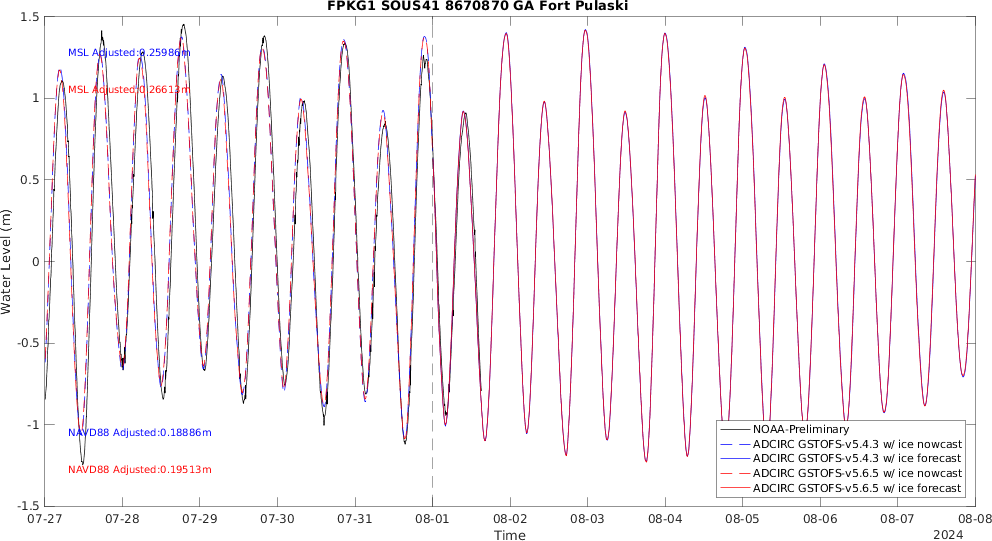 FPKG1 SOUS41 8670870 GA Fort Pulaski
Water Level (m)
1.5
1
0.5
0
-0.5
-1
-1.5
MSL Adjusted:0.25986m
MSL Adjusted:0.26613m
NAVD88 Adjusted:0.18886m
NAVD88 Adjusted:0.19513m
NOAA-Preliminary
ADCIRC GSTOFS-v5.4.3 w/ ice nowcast
ADCIRC GSTOFS-v5.4.3 w/ ice forecast
ADCIRC GSTOFS-v5.6.5 w/ ice nowcast
ADCIRC GSTOFS-v5.6.5 w/ ice forecast
07-27 07-28 07-29 07-30 07-31 08-01 08-02 08-03 08-04 08-05 08-06 08-07 08-08
Time
2024